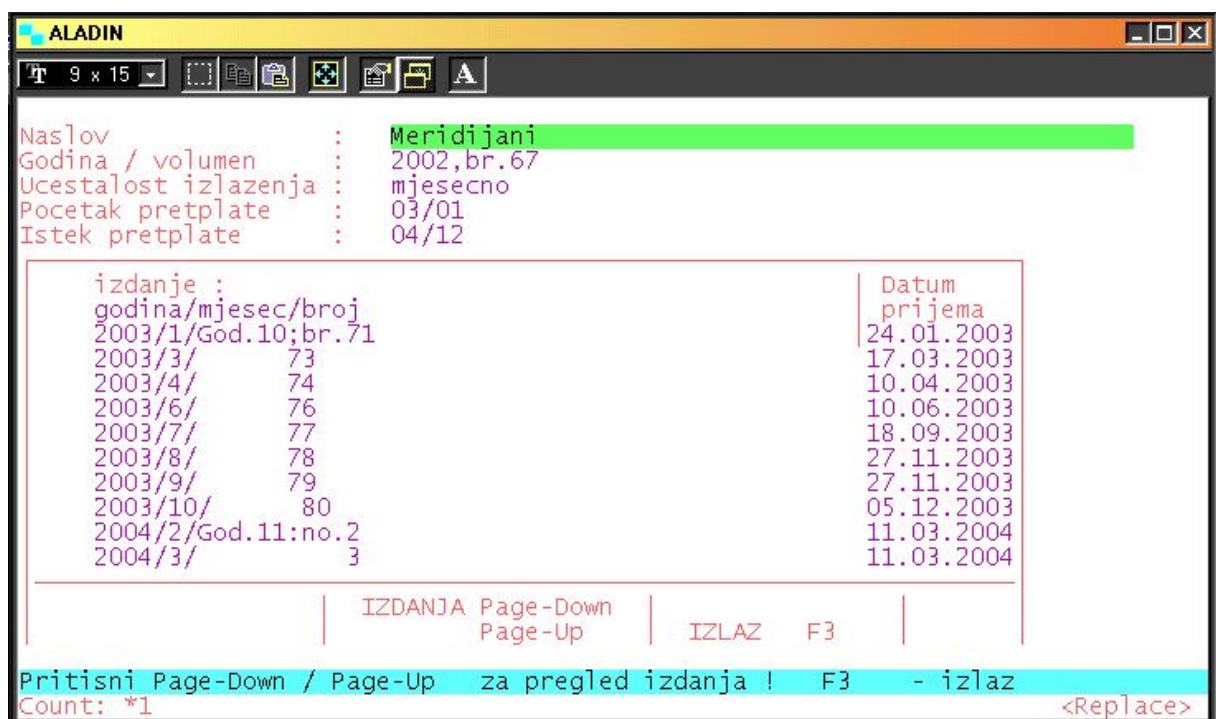 ALADIN
9 x 15 A
Naslov : Meridijani
Godina / volumen : 2002,br.67
Ucestalost izlazenja : mjesecno
Pocetak pretplate : 03/01
Istek pretplate : 04/12
izdanje : Datum
godina/mjesec/broj prijema
2003/1/God.10;br.71 24.01.2003
2003/3/ 73 17.03.2003
2003/4/ 74 10.04.2003
2003/6/ 76 10.06.2003
2003/7/ 77 18.09.2003
2003/8/ 78 27.11.2003
2003/9/ 79 27.11.2003
2003/10/ 80 05.12.2003
2004/2/God.11:no.2 11.03.2004
2004/3/ 3 11.03.2004
IZDANJA Page-Down
Page-Up IZLAZ F3
Pritisni Page-Down / Page-Up za pregled izdanja ! F3 - izlaz
Count: *1 <Replace>